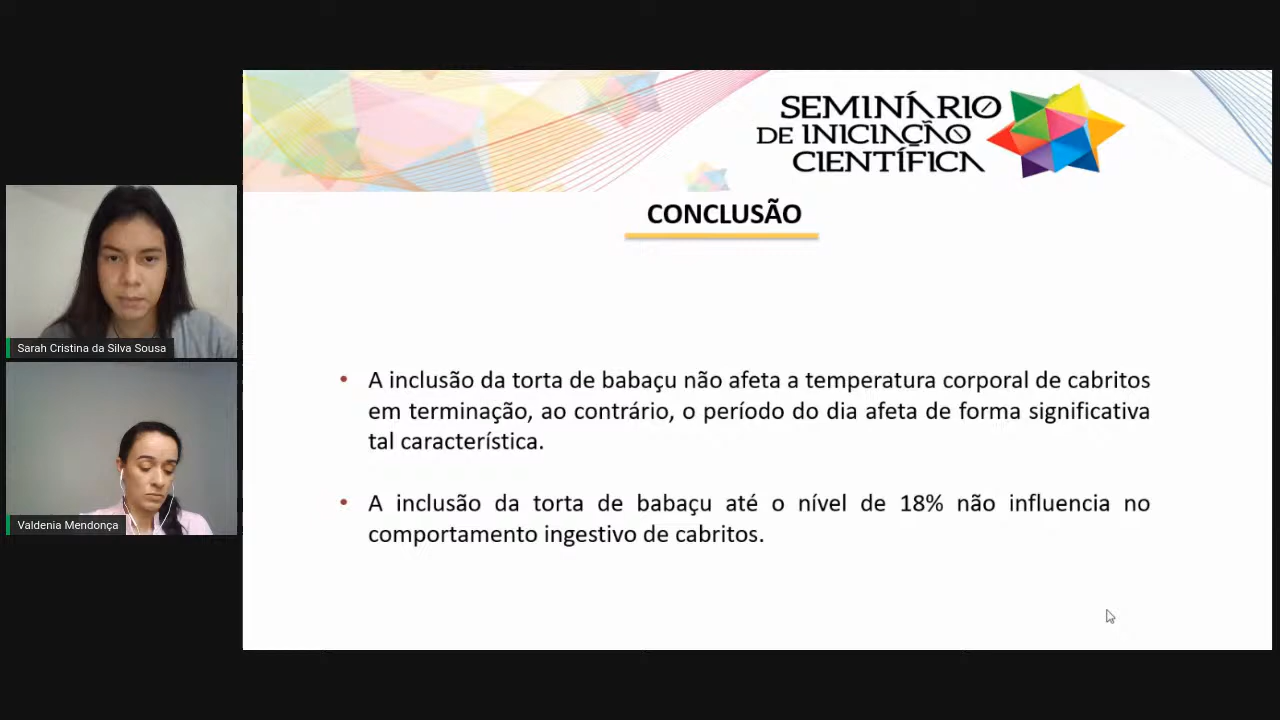 SEMINÁRIO
DE INICIAÇÃO
CIENTÍFICA
CONCLUSÃO
• A inclusão da torta de babaçu não afeta a temperatura corporal de cabritos
em terminação, ao contrário, o período do dia afeta de forma significativa
tal característica.
• A inclusão da torta de babaçu até o nível de 18% não influencia no
comportamento ingestivo de cabritos.
Sarah Cristina da Silva Sousa
Valdenia Mendonça